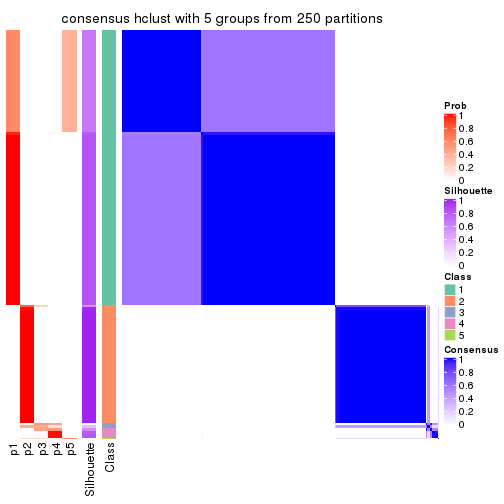 consensus hclust with 5 groups from 250 partitions
Prob
1
0.8
0.6
0.4
0.2
0
Silhouette
1
0.8
0.6
0.4
0.2
0
Class
1
2
3
4
5
Consensus
1
0.8
0.6
0.4
0.2
0
p1
p2
p3
p4
p5
Silhouette
Class